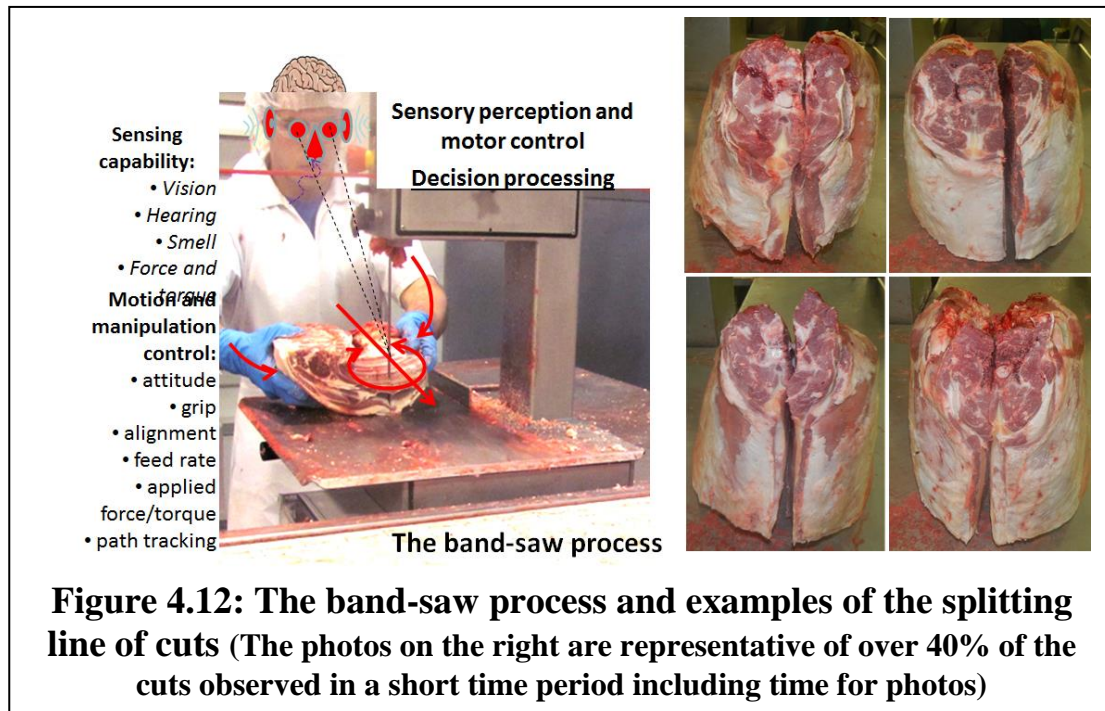 Sensing
capability:
• Vision
• Hearing
• Smell
• Force and
torque
Motion and
manipulation
control:
• attitude
• grip
• alignment
• feed rate
• applied
force/torque
• path tracking
Sensory perception and
motor control
Decision processing
The band-saw process
Figure 4.12: The band-saw process and examples of the splitting
line of cuts (The photos on the right are representative of over 40% of the
cuts observed in a short time period including time for photos)